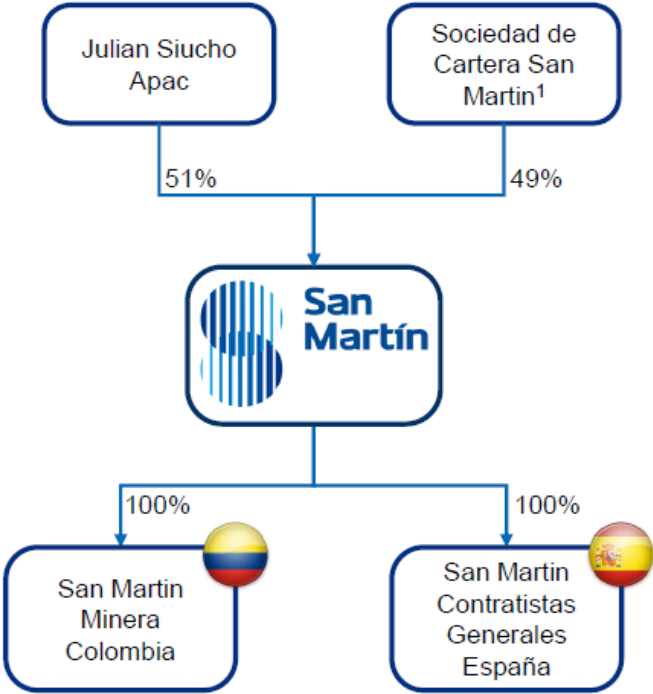 Julian Siucho
Apac
Sociedad de
Cartera San
Martin¹
51%
49%
San
Martín
100%
100%
San Martin
Minera
Colombia
San Martin
Contratistas
Generales
España